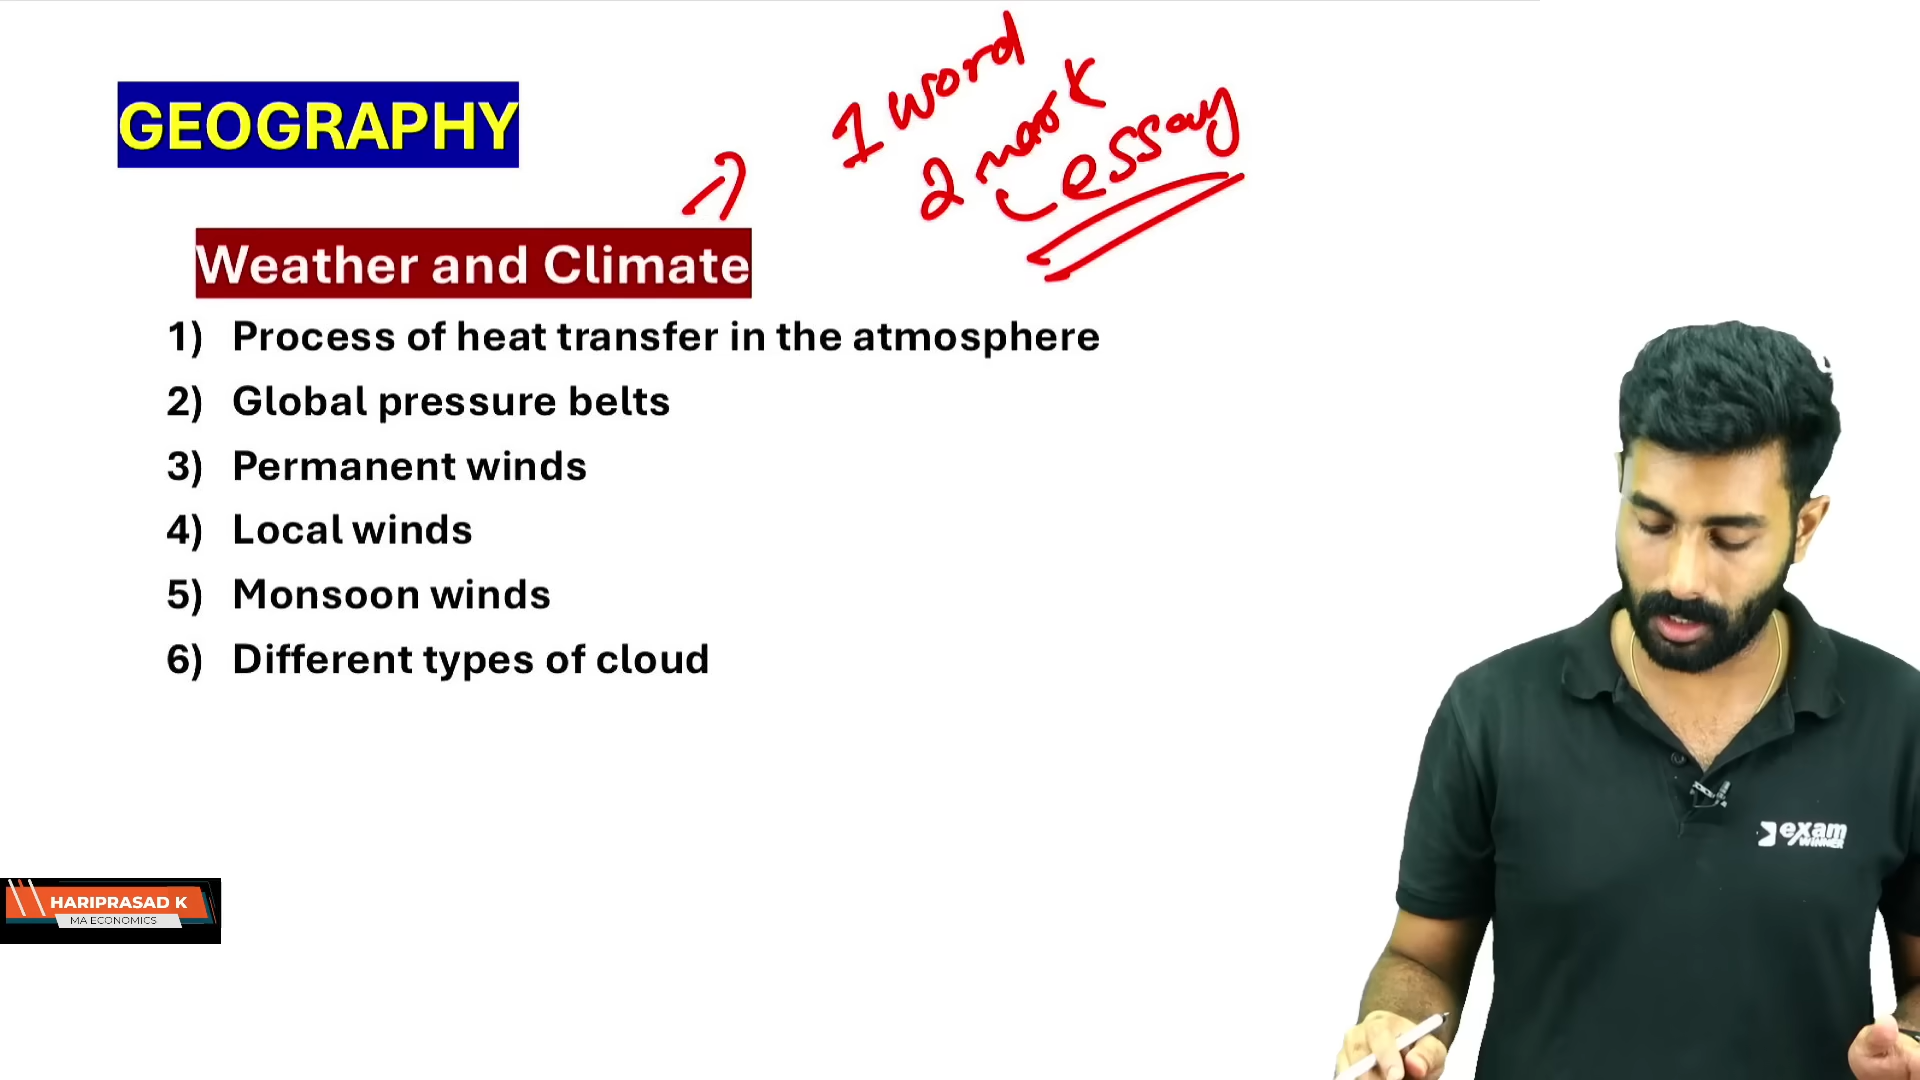 GEOGRAPHY
1 word
2 mark
essay
Weather and Climate
1) Process of heat transfer in the atmosphere
2) Global pressure belts
3) Permanent winds
4) Local winds
5) Monsoon winds
6) Different types of cloud
exam
WINNER
HARIPRASAD K
MA ECONOMICS